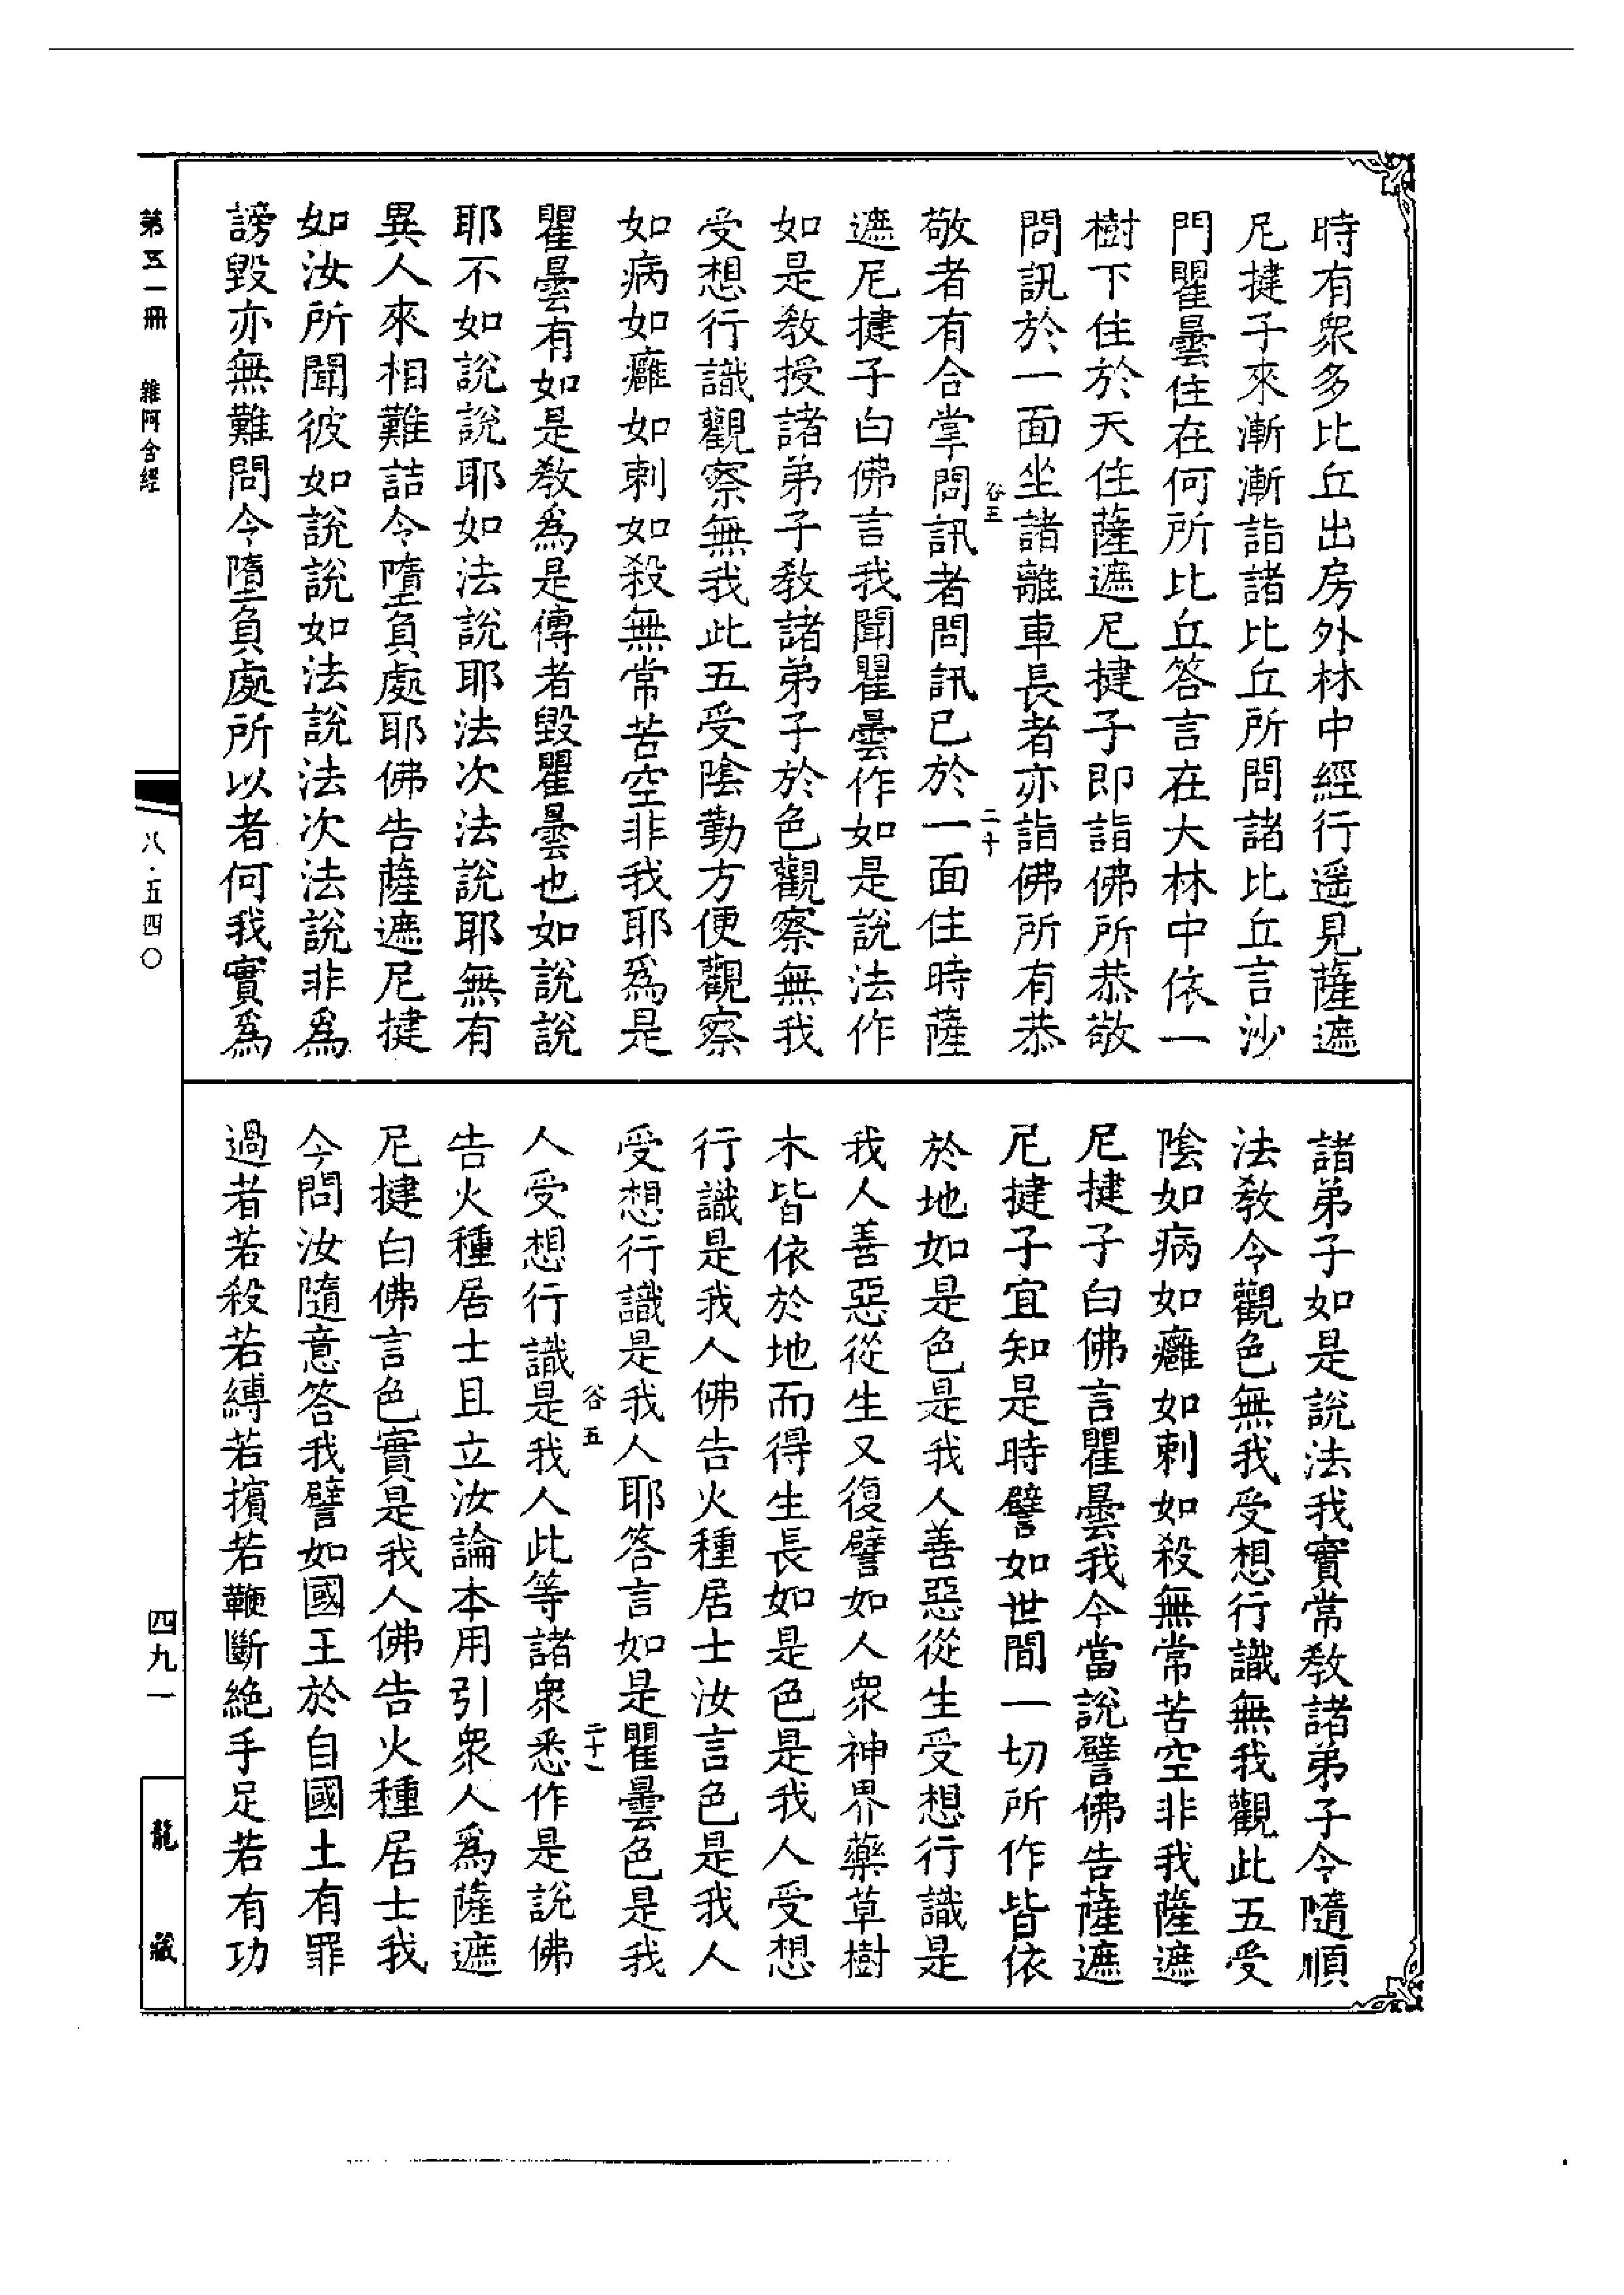 時有衆多比丘出房外林中經行遥見薩遮
尼揵子來漸漸詣諸比丘所問諸比丘言沙
門瞿曇住在何所比丘答言在大林中依一
樹下住於天住薩遮尼揵子即詣佛所恭敬
問訊於一面坐諸離車長者亦詣佛所有恭
谷五
二十
敬者有合掌問訊者問訊已於一面住時薩
遮尼揵子白佛言我聞瞿曇作如是說法作
如是教授諸弟子教諸弟子於色觀察無我
受想行識觀察無我此五受陰勤方便觀察
如病如癰如刺如殺無常苦空非我耶爲是
瞿曇有如是教爲是傳者毀瞿曇也如說說
耶不如說說耶如法說耶法次法說耶無有
異人來相難詰令墮負處耶佛告薩遮尼揵
如汝所聞彼如說說如法說法次法說非爲
謗毀亦無難問令墮負處所以者何我實爲
諸弟子如是說法我實常教諸弟子令隨順
法教令觀色無我受想行識無我觀此五受
陰如病如癰如刺如殺無常苦空非我薩遮
尼揵子白佛言瞿曇我今當說譬佛告薩遮
尼揵子宜知是時譬如世間一切所作皆依
於地如是色是我人善惡從生受想行識是
我人善惡從生又復譬如人衆神界藥草樹
木皆依於地而得生長如是色是我人受想
行識是我人佛告火種居士汝言色是我人
受想行識是我人耶答言如是瞿曇色是我
谷五
二十一
人受想行識是我人此等諸衆悉作是說佛
告火種居士且立汝論本用引衆人爲薩遮
尼揵白佛言色實是我人佛告火種居士我
今問汝隨意答我譬如國王於自國土有罪
過者若殺若縛若擯若鞭斷絶手足若有功
第五一冊 雜阿含經
八·五四〇
四九一
龍藏